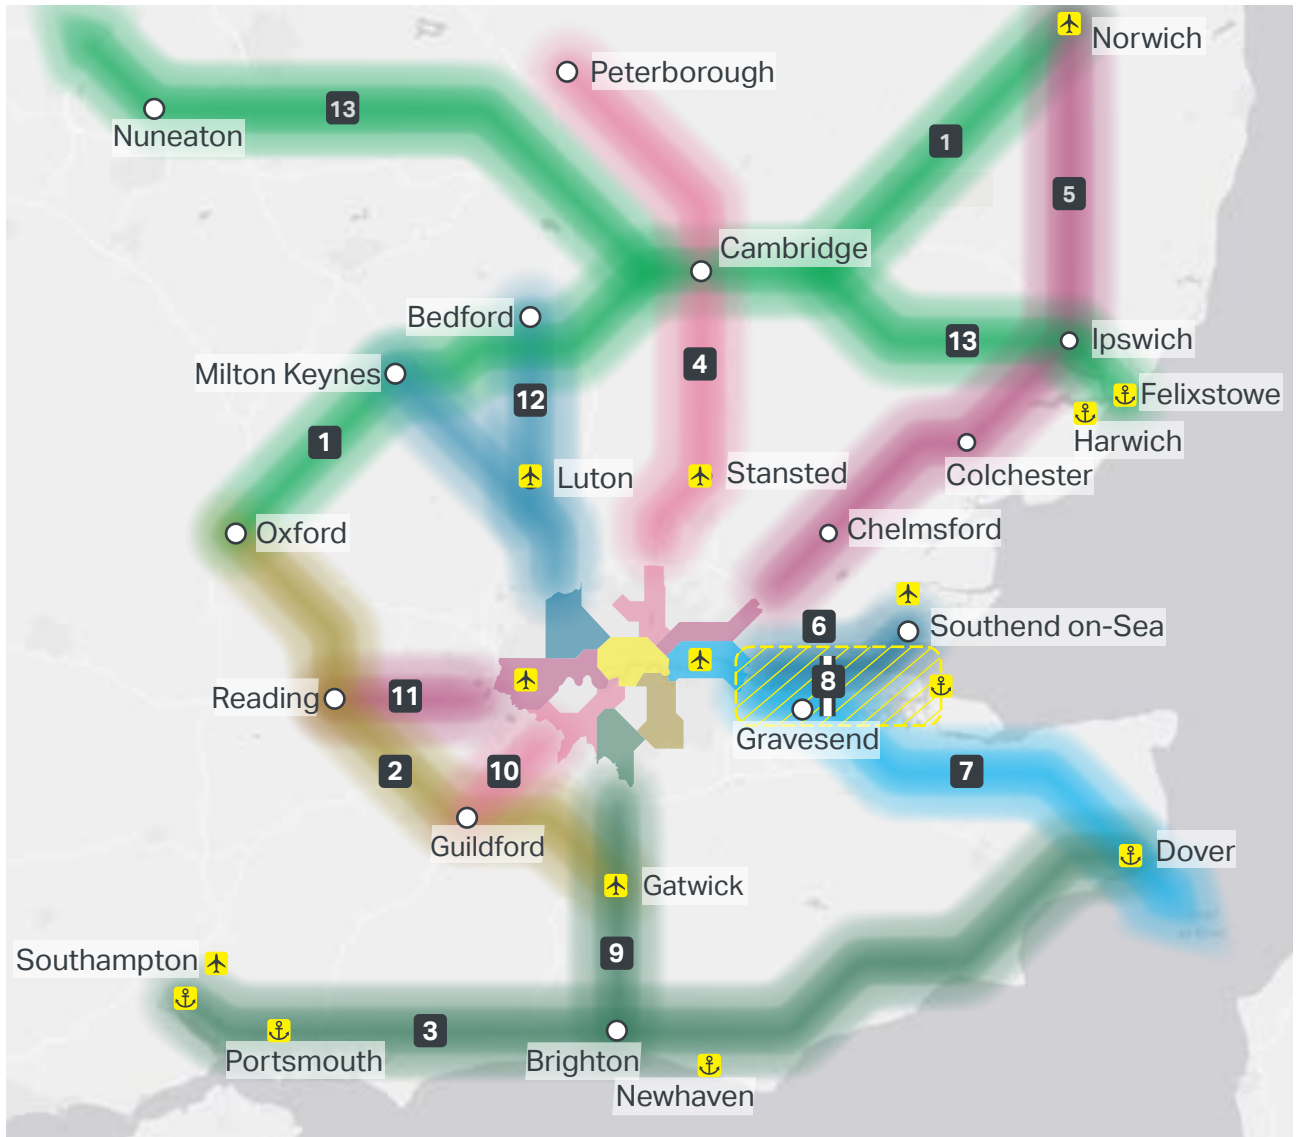 Norwich
Peterborough
13
Nuneaton
1
5
Cambridge
Bedford
Ipswich
13
4
Milton Keynes
Felixstowe
12
1
Harwich
Luton
Stansted
Colchester
Oxford
Chelmsford
6
Southend on-Sea
8
Reading
11
Gravesend
2
10
7
Guildford
Dover
Gatwick
9
Southampton
3
Portsmouth
Brighton
Newhaven